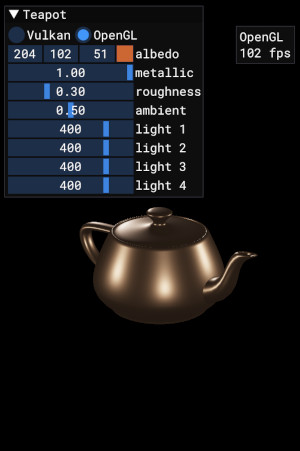 Teapot
Vulkan OpenGL
204 102 51 albedo
1.00 metallic
0.30 roughness
0.50 ambient
400 light 1
400 light 2
400 light 3
400 light 4
OpenGL
102 fps